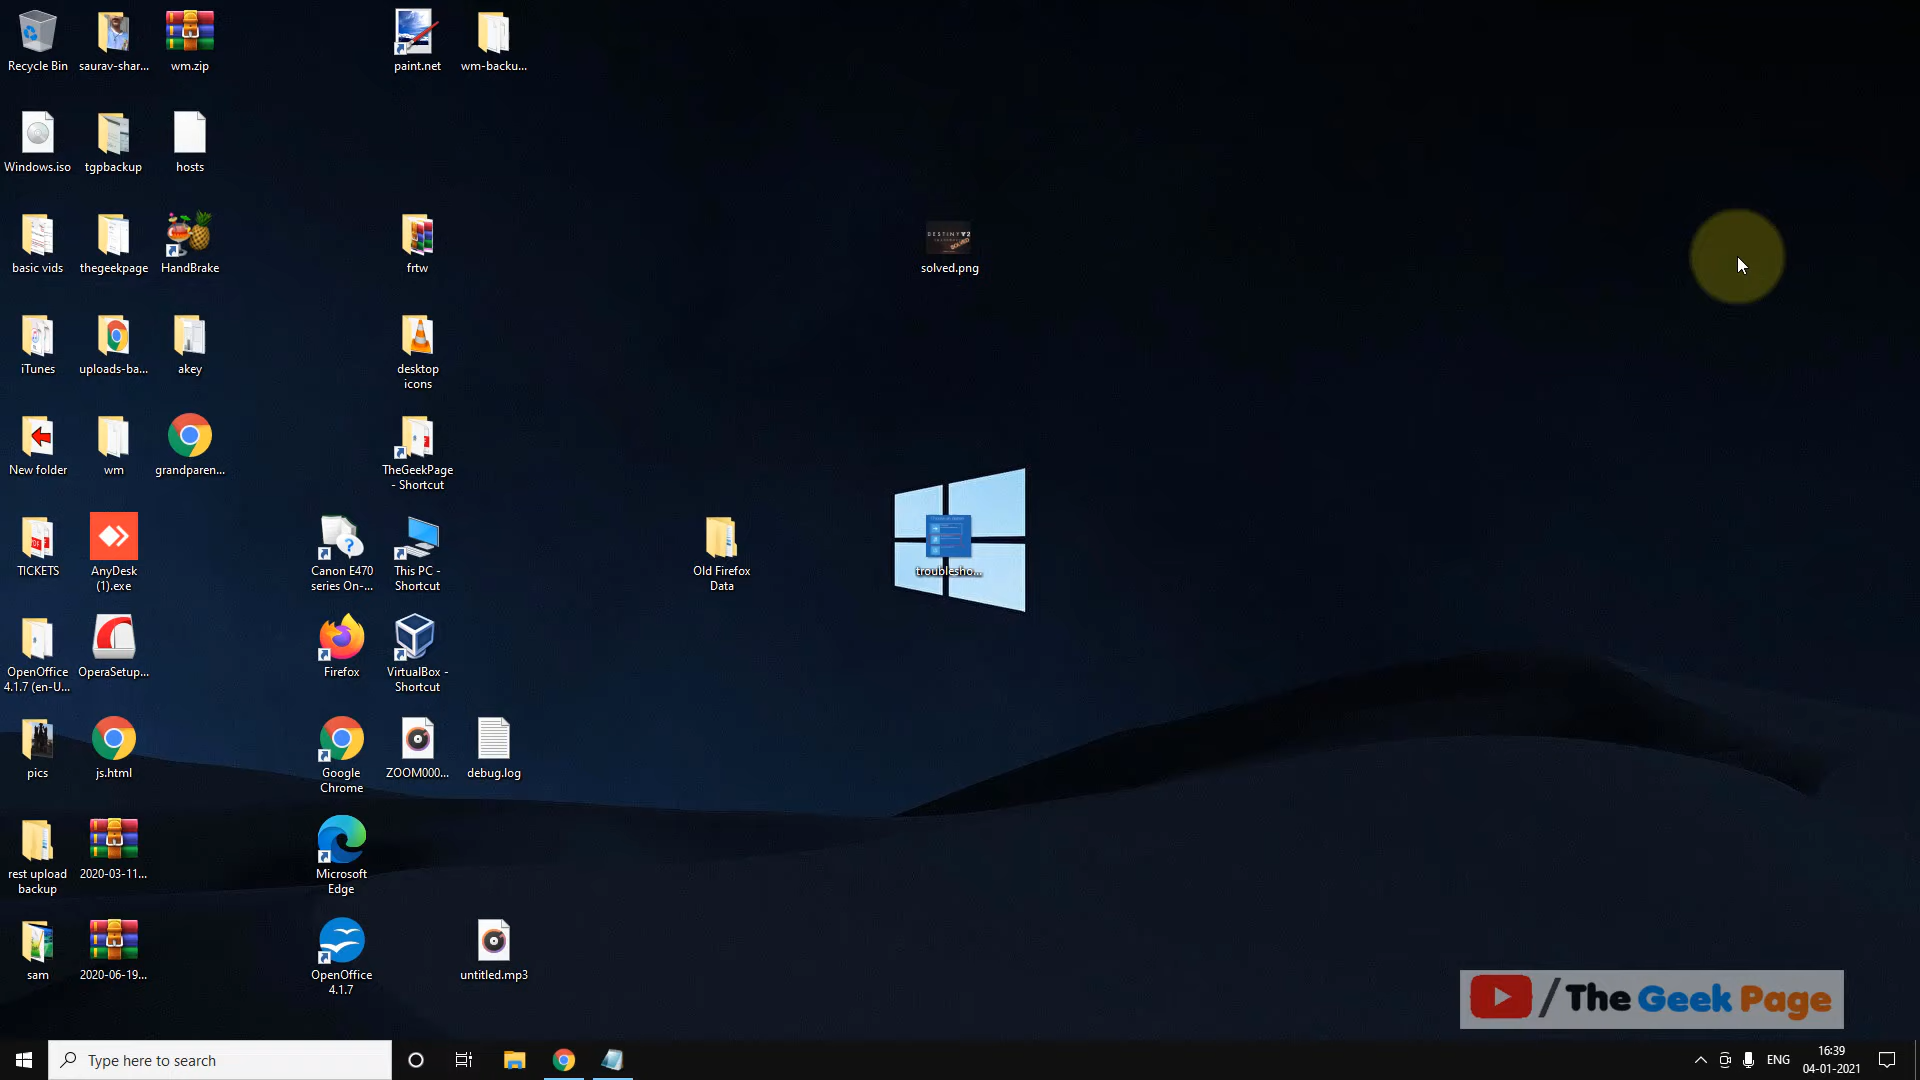 Recycle Bin
saurav-shar...
wm.zip
paint.net
wm-backu...
Windows.iso
tgpbackup
hosts
basic vids
thegeekpage
HandBrake
frtw
DESTINY 2
solved.png
iTunes
uploads-ba...
akey
desktop
icons
New folder
wm
grandparen...
TheGeekPage
- Shortcut
TICKETS
AnyDesk
(1).exe
Canon E470
series On-...
This PC -
Shortcut
Old Firefox
Data
troublesho...
OpenOffice
4.1.7 (en-U...
OperaSetup...
Firefox
VirtualBox -
Shortcut
pics
js.html
Google
Chrome
ZOOM000...
debug.log
rest upload
backup
2020-03-11...
Microsoft
Edge
sam
2020-06-19...
OpenOffice
4.1.7
untitled.mp3
/ The Geek Page
Type here to search
ENG
16:39
04-01-2021